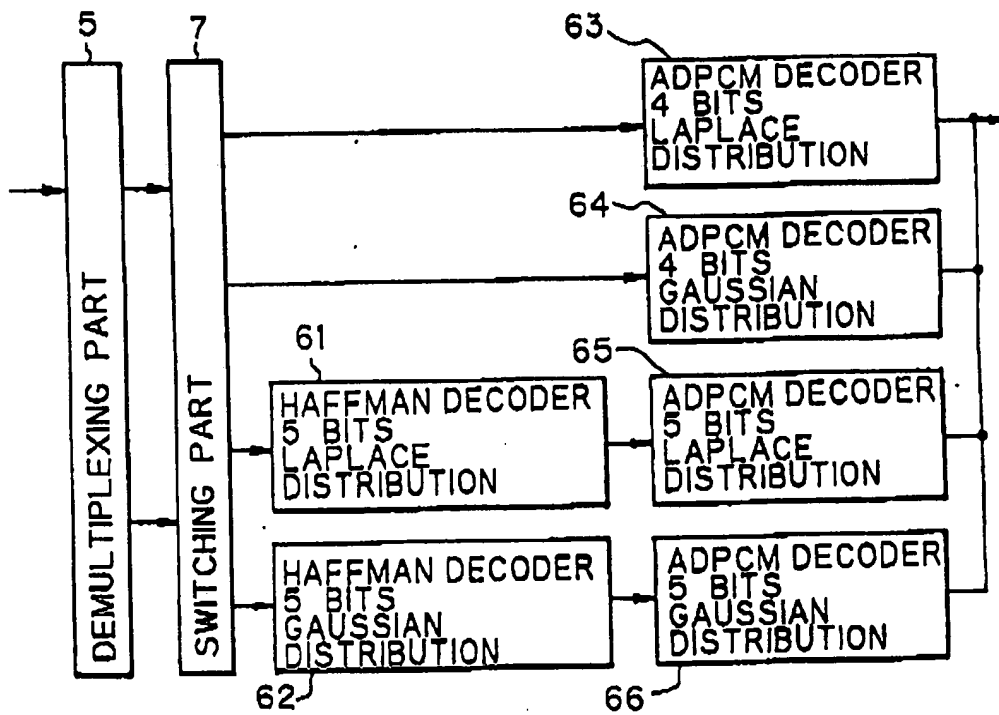 5
DEMULTIPLEXING PART
7
SWITCHING PART
63
ADPCM DECODER
4 BITS
LAPLACE
DISTRIBUTION
64
ADPCM DECODER
4 BITS
GAUSSIAN
DISTRIBUTION
61
HAFFMAN DECODER
5 BITS
LAPLACE
DISTRIBUTION
65
ADPCM DECODER
5 BITS
LAPLACE
DISTRIBUTION
HAFFMAN DECODER
5 BITS
GAUSSIAN
DISTRIBUTION
62
ADPCM DECODER
5 BITS
GAUSSIAN
DISTRIBUTION
66